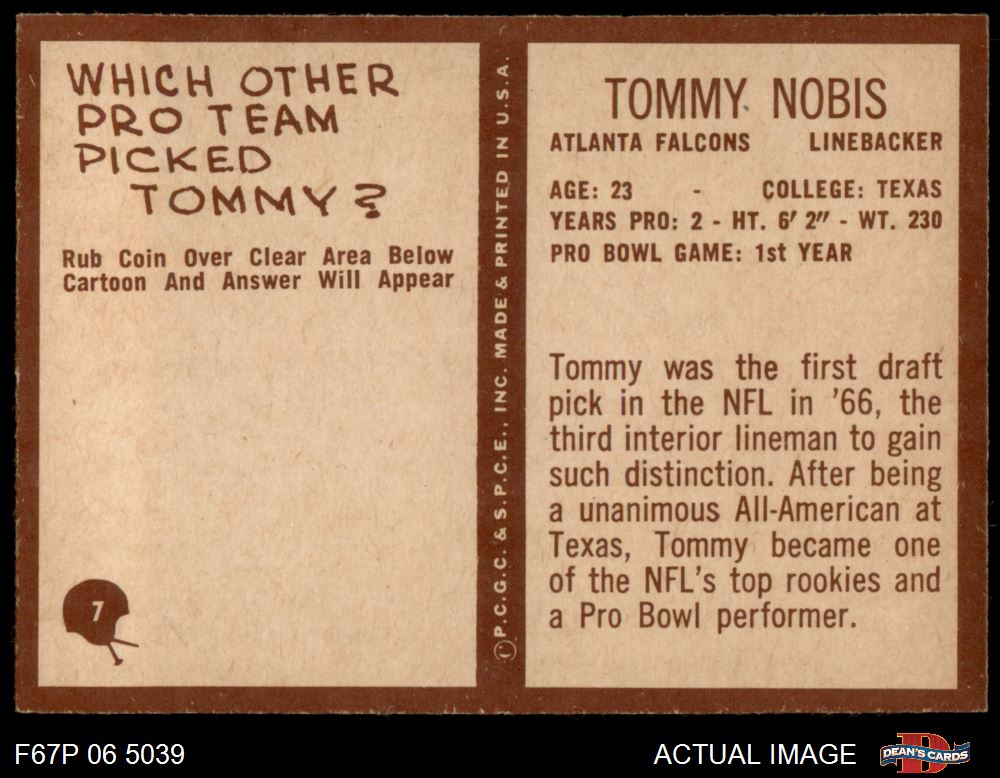 WHICH OTHER
PRO TEAM
PICKED
TOMMY?
Rub Coin Over Clear Area Below
Cartoon And Answer Will Appear
7
©P.C.G.C. & S.P.C.E., INC. MADE & PRINTED IN U.S.A.
TOMMY NOBIS
ATLANTA FALCONS LINEBACKER
AGE: 23 - COLLEGE: TEXAS
YEARS PRO: 2 - HT. 6′ 2″ - WT. 230
PRO BOWL GAME: 1st YEAR
Tommy was the first draft
pick in the NFL in '66, the
third interior lineman to gain
such distinction. After being
a unanimous All-American at
Texas, Tommy became one
of the NFL's top rookies and
a Pro Bowl performer.
F67P 06 5039
ACTUAL IMAGE
D
DEAN'S CARDS